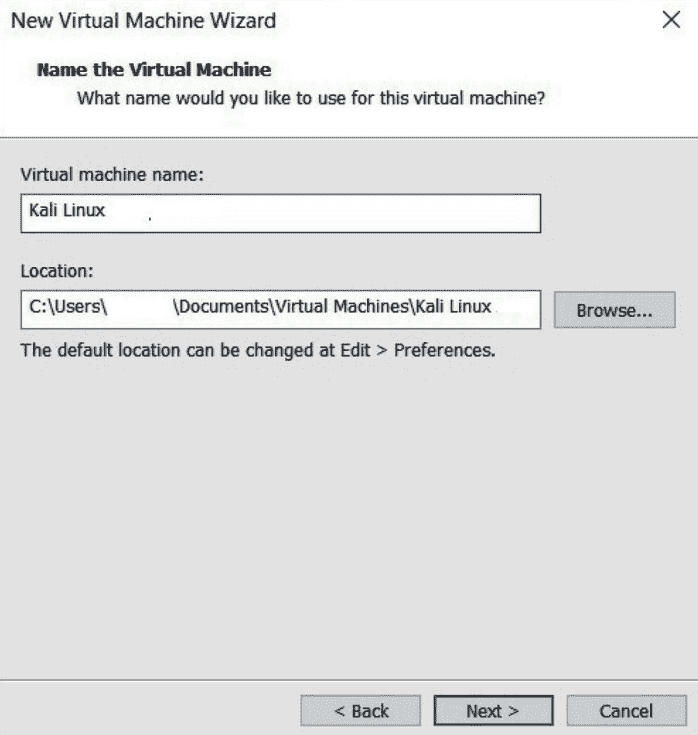 New Virtual Machine Wizard
Name the Virtual Machine
What name would you like to use for this virtual machine?
Virtual machine name:
Kali Linux
Location:
C:\Users\ \Documents\Virtual Machines\Kali Linux
Browse...
The default location can be changed at Edit > Preferences.
< Back Next > Cancel